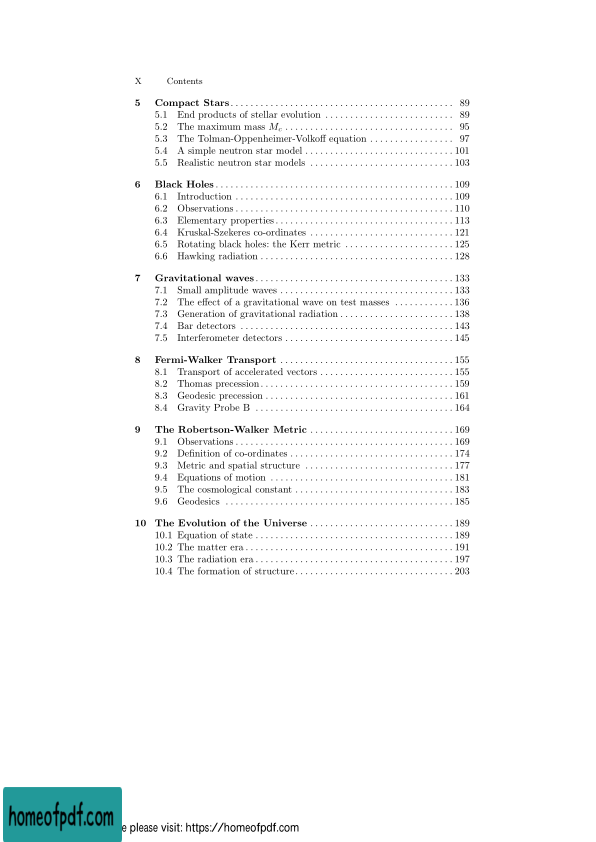 X Contents
5 Compact Stars 89
5.1 End products of stellar evolution 89
5.2 The maximum mass Mc 95
5.3 The Tolman-Oppenheimer-Volkoff equation 97
5.4 A simple neutron star model 101
5.5 Realistic neutron star models 103
6 Black Holes 109
6.1 Introduction 109
6.2 Observations 110
6.3 Elementary properties 113
6.4 Kruskal-Szekeres co-ordinates 121
6.5 Rotating black holes: the Kerr metric 125
6.6 Hawking radiation 128
7 Gravitational waves 133
7.1 Small amplitude waves 133
7.2 The effect of a gravitational wave on test masses 136
7.3 Generation of gravitational radiation 138
7.4 Bar detectors 143
7.5 Interferometer detectors 145
8 Fermi-Walker Transport 155
8.1 Transport of accelerated vectors 155
8.2 Thomas precession 159
8.3 Geodesic precession 161
8.4 Gravity Probe B 164
9 The Robertson-Walker Metric 169
9.1 Observations 169
9.2 Definition of co-ordinates 174
9.3 Metric and spatial structure 177
9.4 Equations of motion 181
9.5 The cosmological constant 183
9.6 Geodesics 185
10 The Evolution of the Universe 189
10.1 Equation of state 189
10.2 The matter era 191
10.3 The radiation era 197
10.4 The formation of structure 203
homeofpdf.com
e please visit: https://homeofpdf.com